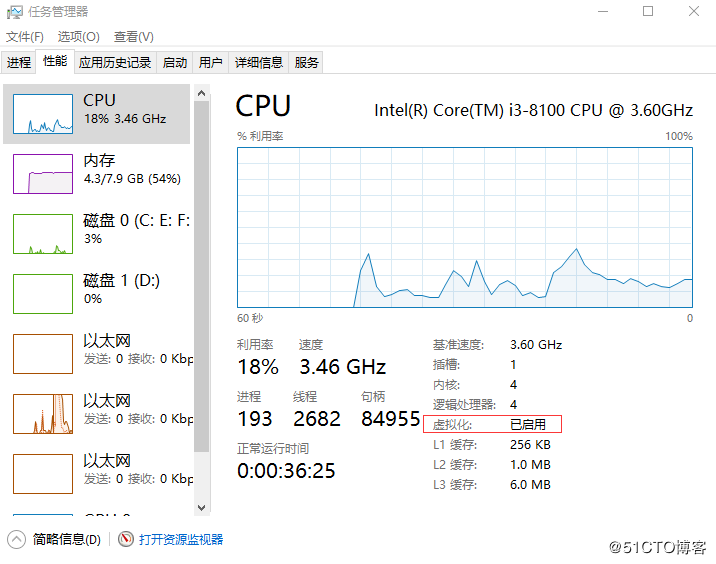 任务管理器
文件(F) 选项(O) 查看(V)
进程 性能 应用历史记录 启动 用户 详细信息 服务
CPU
18% 3.46 GHz
内存
4.3/7.9 GB (54%)
磁盘 0 (C: E: F:
3%
磁盘 1 (D:)
0%
以太网
发送: 0 接收: 0 Kbp
以太网
发送: 0 接收: 0 Kbp
以太网
发送: 0 接收: 0 Kbp
CPU
Intel(R) Core(TM) i3-8100 CPU @ 3.60GHz
% 利用率 100%
60 秒 0
利用率 速度
18% 3.46 GHz
进程 线程 句柄
193 2682 84955
正常运行时间
0:00:36:25
基准速度: 3.60 GHz
插槽: 1
内核: 4
逻辑处理器: 4
虚拟化: 已启用
L1 缓存: 256 KB
L2 缓存: 1.0 MB
L3 缓存: 6.0 MB
简略信息(D) 打开资源监视器
@51CTO博客